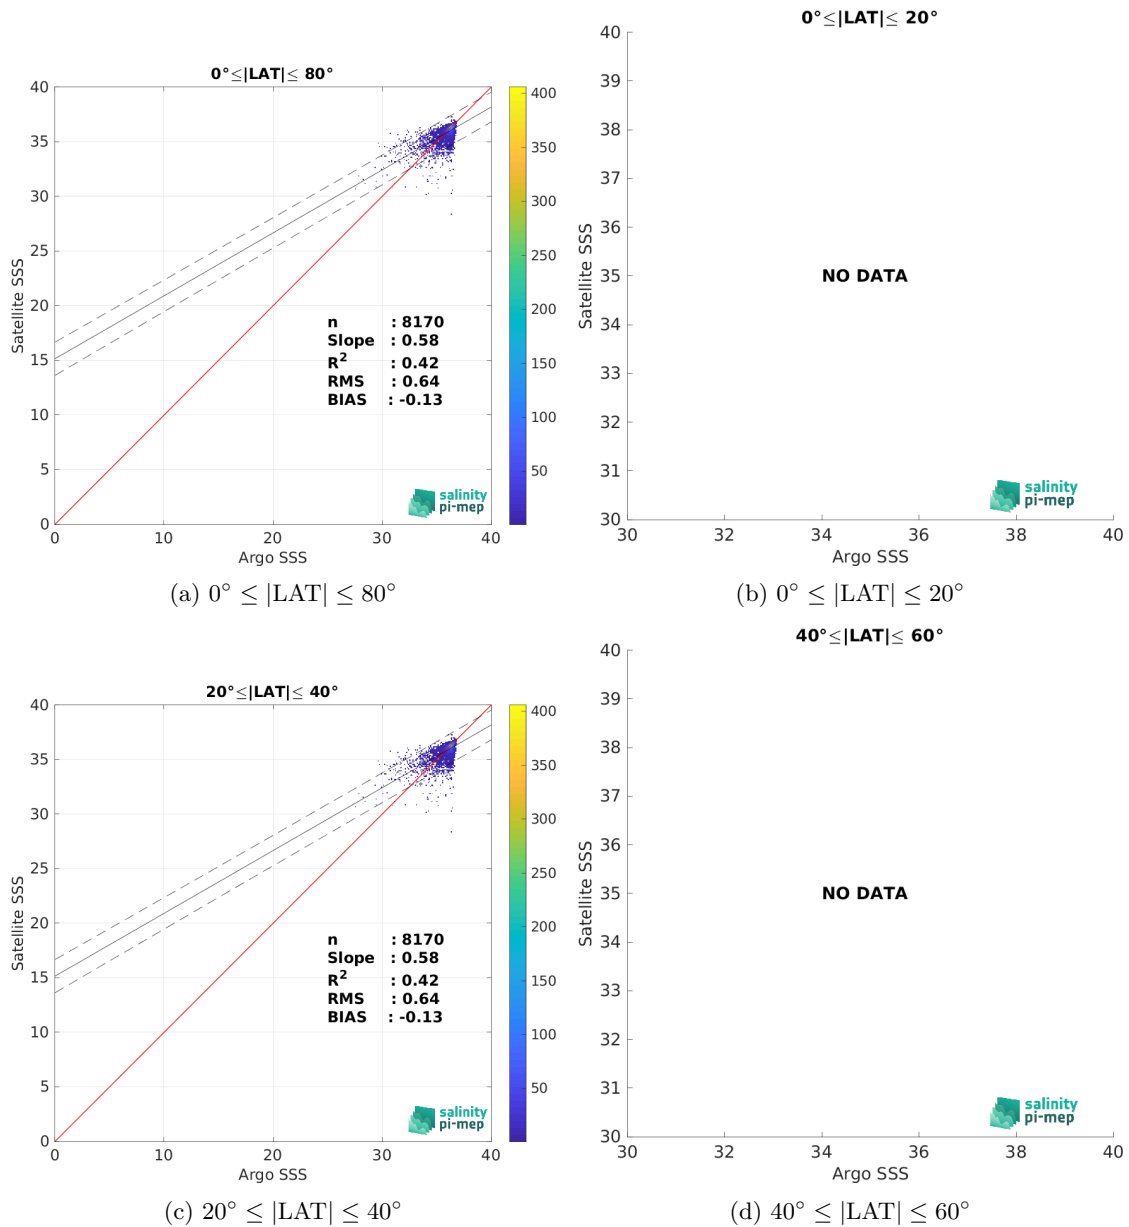 0°≤|LAT|≤ 80°
40
35
30
25
20
15
10
5
0
Satellite SSS
0
10
20
30
40
Argo SSS
400
350
300
250
200
150
100
50
n : 8170
Slope : 0.58
R² : 0.42
RMS : 0.64
BIAS : -0.13
salinity
pi-mep
(a) 0° ≤ |LAT| ≤ 80°
0°≤|LAT|≤ 20°
40
39
38
37
36
35
34
33
32
31
30
Satellite SSS
NO DATA
30
32
34
36
38
40
Argo SSS
salinity
pi-mep
(b) 0° ≤ |LAT| ≤ 20°
20°≤|LAT|≤ 40°
40
35
30
25
20
15
10
5
0
Satellite SSS
0
10
20
30
40
Argo SSS
400
350
300
250
200
150
100
50
n : 8170
Slope : 0.58
R² : 0.42
RMS : 0.64
BIAS : -0.13
salinity
pi-mep
(c) 20° ≤ |LAT| ≤ 40°
40°≤|LAT|≤ 60°
40
39
38
37
36
35
34
33
32
31
30
Satellite SSS
NO DATA
30
32
34
36
38
40
Argo SSS
salinity
pi-mep
(d) 40° ≤ |LAT| ≤ 60°